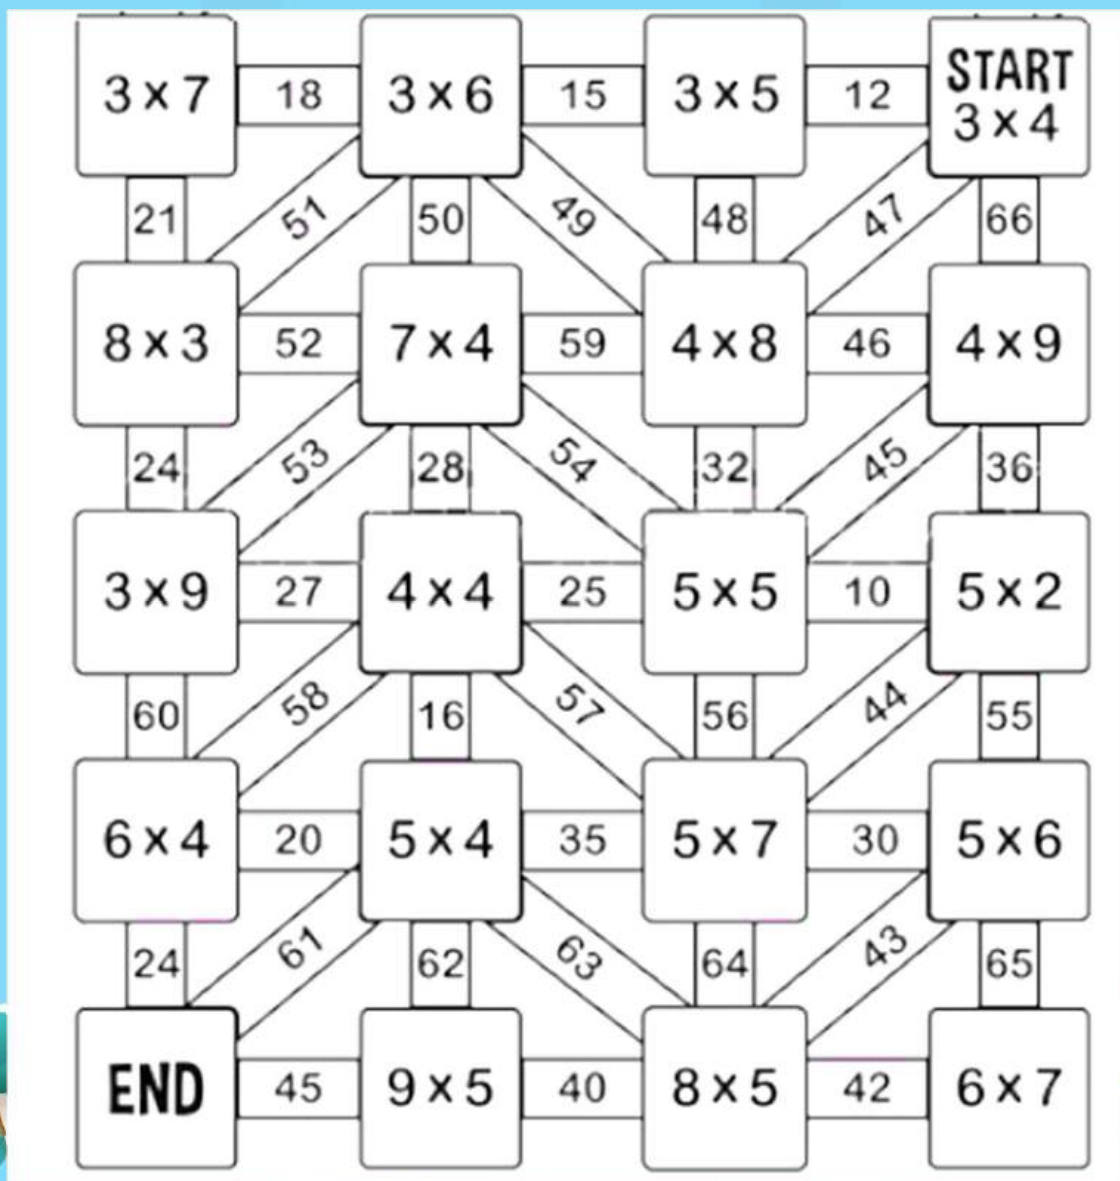 3 x 7 18 3 x 6 15 3 x 5 12 START
3 x 4
21 51 50 49 48 47 66
8 x 3 52 7 x 4 59 4 x 8 46 4 x 9
24 53 28 54 32 45 36
3 x 9 27 4 x 4 25 5 x 5 10 5 x 2
60 58 16 57 56 44 55
6 x 4 20 5 x 4 35 5 x 7 30 5 x 6
24 61 62 63 64 43 65
END 45 9 x 5 40 8 x 5 42 6 x 7